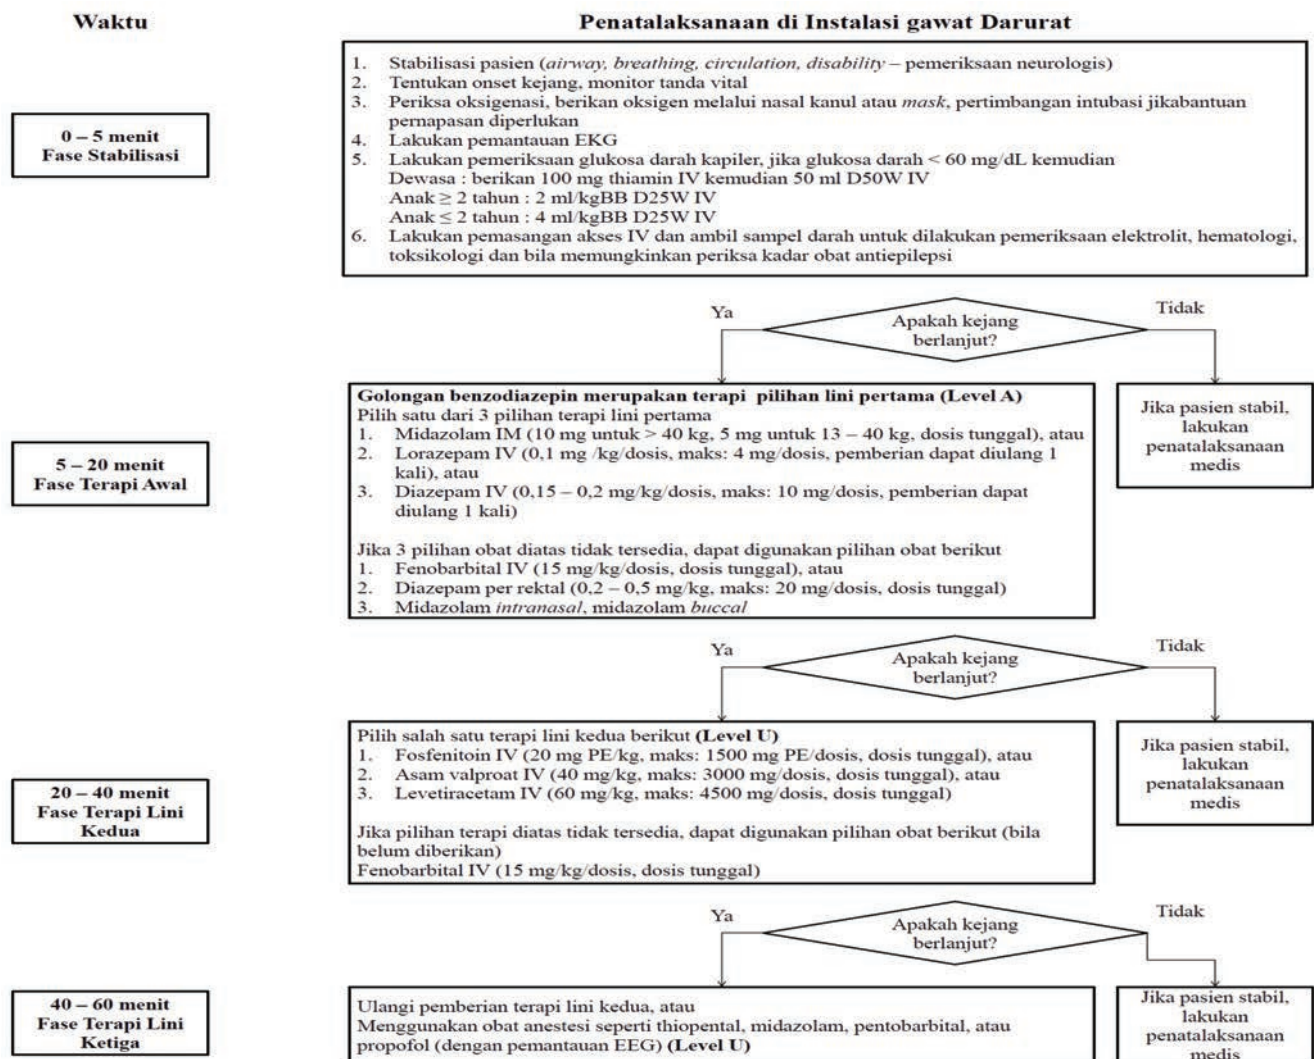 Waktu
Penatalaksanaan di Instalasi gawat Darurat
0 – 5 menit
Fase Stabilisasi
1. Stabilisasi pasien (airway, breathing, circulation, disability – pemeriksaan neurologis)
2. Tentukan onset kejang, monitor tanda vital
3. Periksa oksigenasi, berikan oksigen melalui nasal kanul atau mask, pertimbangan intubasi jikabantuan
pernapasan diperlukan
4. Lakukan pemantauan EKG
5. Lakukan pemeriksaan glukosa darah kapiler, jika glukosa darah < 60 mg/dL kemudian
Dewasa : berikan 100 mg thiamin IV kemudian 50 ml D50W IV
Anak ≥ 2 tahun : 2 ml/kgBB D25W IV
Anak ≤ 2 tahun : 4 ml/kgBB D25W IV
6. Lakukan pemasangan akses IV dan ambil sampel darah untuk dilakukan pemeriksaan elektrolit, hematologi,
toksikologi dan bila memungkinkan periksa kadar obat antiepilepsi
Ya
Apakah kejang
berlanjut?
Tidak
5 – 20 menit
Fase Terapi Awal
Golongan benzodiazepin merupakan terapi pilihan lini pertama (Level A)
Pilih satu dari 3 pilihan terapi lini pertama
1. Midazolam IM (10 mg untuk > 40 kg, 5 mg untuk 13 – 40 kg, dosis tunggal), atau
2. Lorazepam IV (0,1 mg /kg/dosis, maks: 4 mg/dosis, pemberian dapat diulang 1
kali), atau
3. Diazepam IV (0,15 – 0,2 mg/kg/dosis, maks: 10 mg/dosis, pemberian dapat
diulang 1 kali)
Jika 3 pilihan obat diatas tidak tersedia, dapat digunakan pilihan obat berikut
1. Fenobarbital IV (15 mg/kg/dosis, dosis tunggal), atau
2. Diazepam per rektal (0,2 – 0,5 mg/kg, maks: 20 mg/dosis, dosis tunggal)
3. Midazolam intranasal, midazolam buccal
Jika pasien stabil,
lakukan
penatalaksanaan
medis
Ya
Apakah kejang
berlanjut?
Tidak
20 – 40 menit
Fase Terapi Lini
Kedua
Pilih salah satu terapi lini kedua berikut (Level U)
1. Fosfenitoin IV (20 mg PE/kg, maks: 1500 mg PE/dosis, dosis tunggal), atau
2. Asam valproat IV (40 mg/kg, maks: 3000 mg/dosis, dosis tunggal), atau
3. Levetiracetam IV (60 mg/kg, maks: 4500 mg/dosis, dosis tunggal)
Jika pilihan terapi diatas tidak tersedia, dapat digunakan pilihan obat berikut (bila
belum diberikan)
Fenobarbital IV (15 mg/kg/dosis, dosis tunggal)
Jika pasien stabil,
lakukan
penatalaksanaan
medis
Ya
Apakah kejang
berlanjut?
Tidak
40 – 60 menit
Fase Terapi Lini
Ketiga
Ulangi pemberian terapi lini kedua, atau
Menggunakan obat anestesi seperti thiopental, midazolam, pentobarbital, atau
propofol (dengan pemantauan EEG) (Level U)
Jika pasien stabil,
lakukan
penatalaksanaan
medis